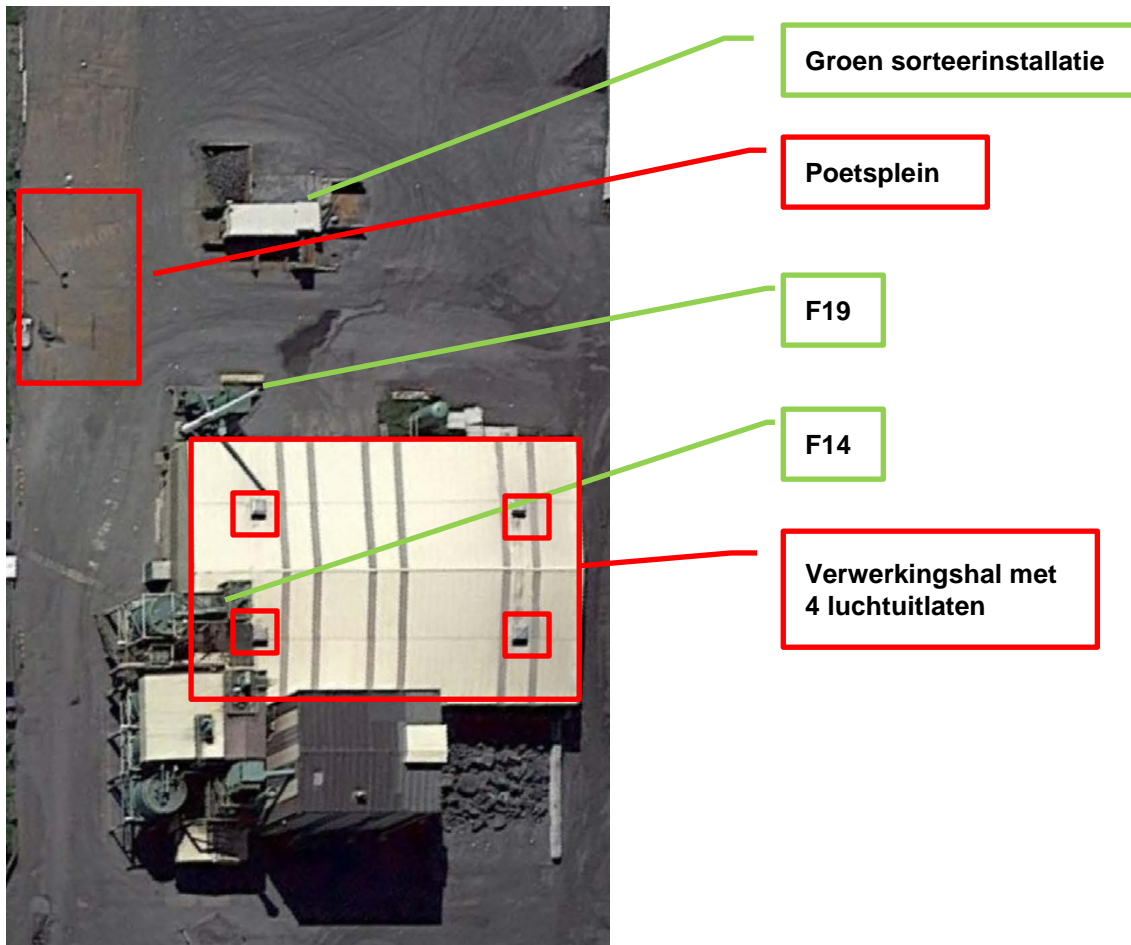 Groen sorteerinstallatie
Poetsplein
F19
F14
Verwerkingshal met
4 luchtuitlaten